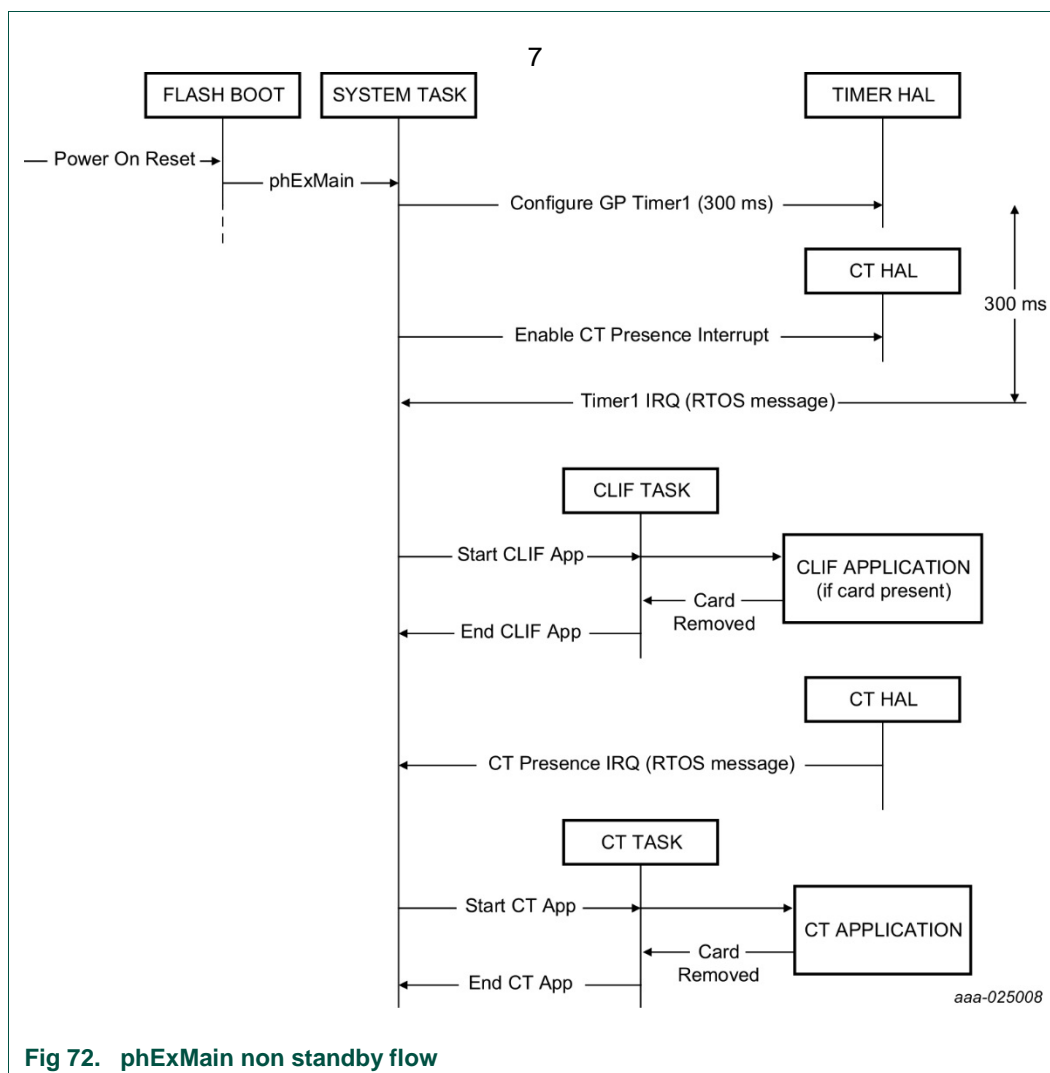 7
FLASH BOOT
SYSTEM TASK
TIMER HAL
Power On Reset
phExMain
Configure GP Timer1 (300 ms)
CT HAL
300 ms
Enable CT Presence Interrupt
Timer1 IRQ (RTOS message)
CLIF TASK
Start CLIF App
CLIF APPLICATION
(if card present)
Card
Removed
End CLIF App
CT HAL
CT Presence IRQ (RTOS message)
CT TASK
Start CT App
CT APPLICATION
Card
Removed
End CT App
aaa-025008
Fig 72. phExMain non standby flow